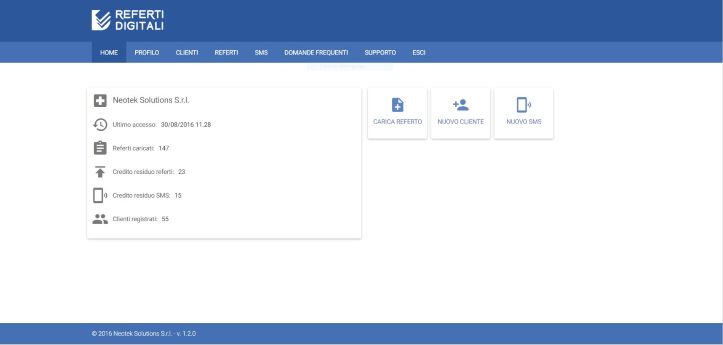 REFERTI
DIGITALI
HOME PROFILO CLIENTI REFERTI SMS DOMANDE FREQUENTI SUPPORTO ESCI
Neotek Solutions S.r.l.
Ultimo accesso: 30/08/2016 11.28
Referti caricati: 147
Credito residuo referti: 23
Credito residuo SMS: 15
Clienti registrati: 55
CARICA REFERTO NUOVO CLIENTE NUOVO SMS
© 2016 Neotek Solutions S.r.l. - v. 1.2.0